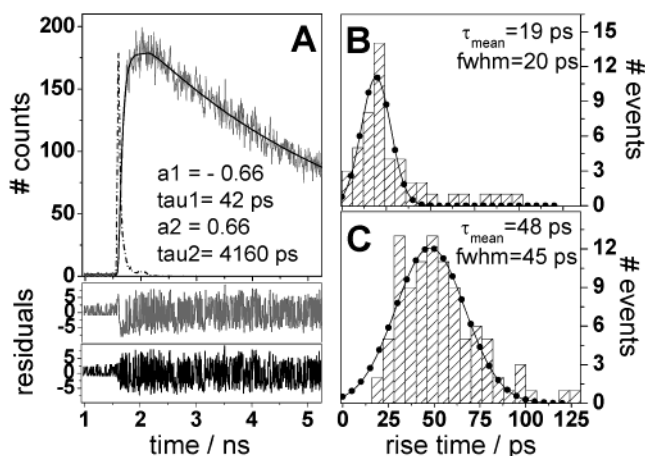 A
# counts
200
150
100
50
0
a1 = - 0.66
tau1= 42 ps
a2 = 0.66
tau2= 4160 ps
residuals
5
0
-5
5
0
-5
1 2 3 4 5
time / ns
B
τmean=19 ps
fwhm=20 ps
15
12
9
6
3
0
# events
C
τmean=48 ps
fwhm=45 ps
12
9
6
3
0
# events
0 25 50 75 100 125
rise time / ps